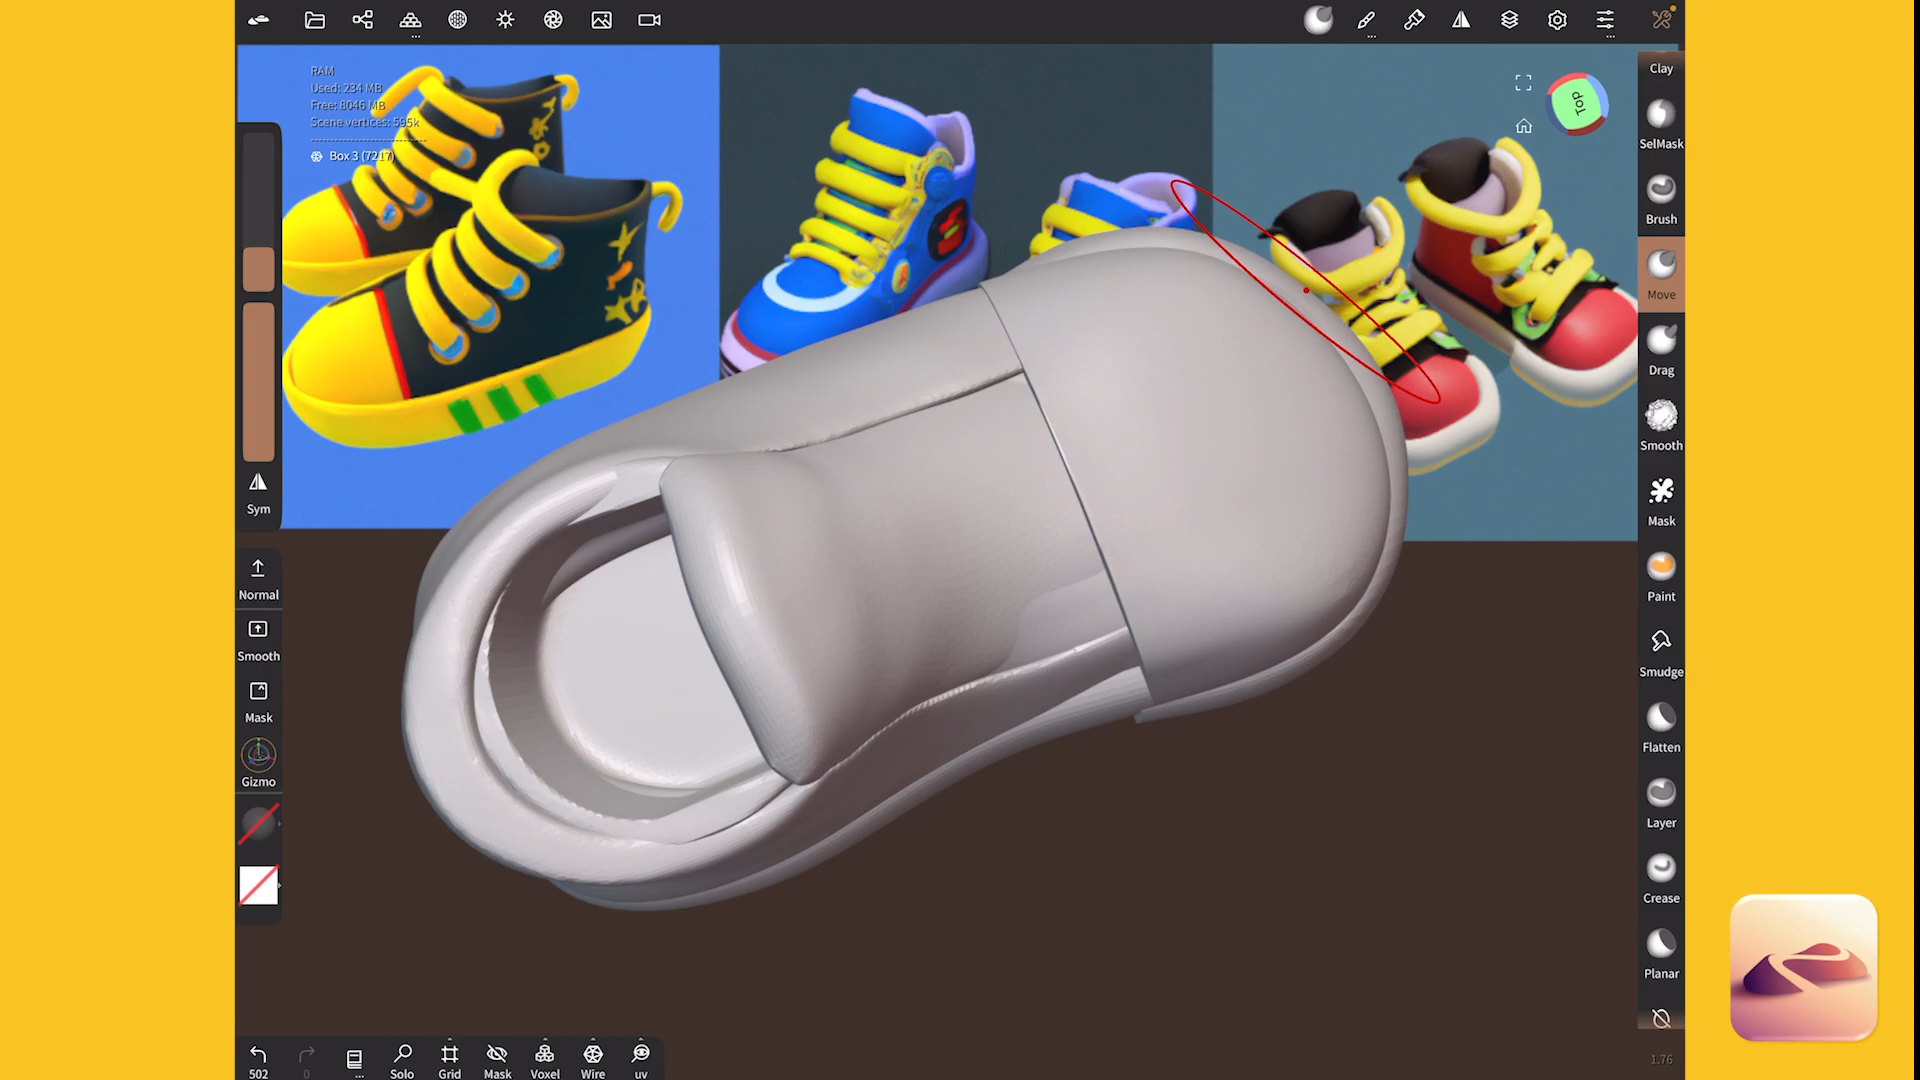 RAM
Used: 234 MB
Free: 8046 MB
Scene vertices: 595k
Box 3 (7217)
Top
Sym
Normal
Smooth
Mask
Gizmo
Clay
SelMask
Brush
Move
Drag
Smooth
Mask
Paint
Smudge
Flatten
Layer
Crease
Planar
502
0
Solo
Grid
Mask
Voxel
Wire
uv
1.76